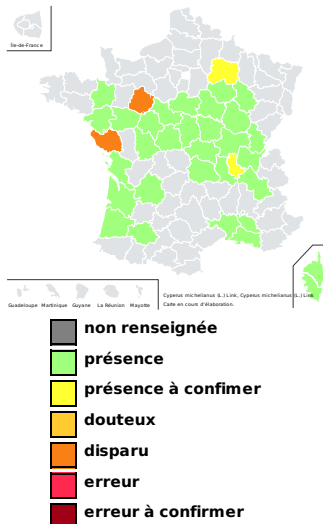 Île-de-France
Cyperus michelianus (L.) Link, Cyperus michelianus (L.) Link
Carte en cours d'élaboration.
Guadeloupe Martinique Guyane La Réunion Mayotte
non renseignée
présence
présence à confimer
douteux
disparu
erreur
erreur à confirmer